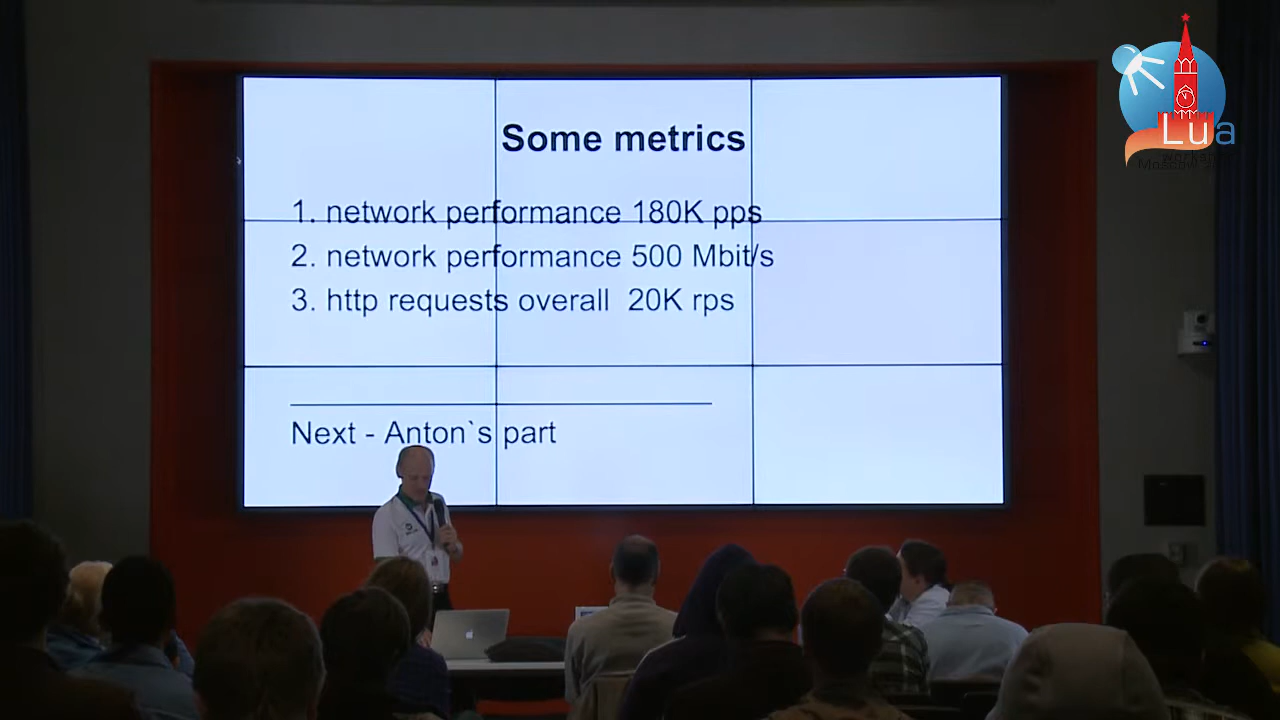 Some metrics
1. network performance 180K pps
2. network performance 500 Mbit/s
3. http requests overall 20K rps
Next - Anton`s part
Lua
Moscow